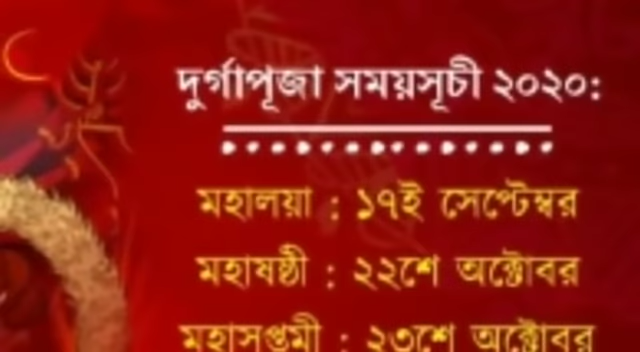 দুর্গাপূজা সময়সূচী ২০২০:
মহালয়া : ১৭ই সেপ্টেম্বর
মহাষষ্ঠী : ২২শে অক্টোবর
মহাসপ্তমী : ২৩শে অক্টোবর